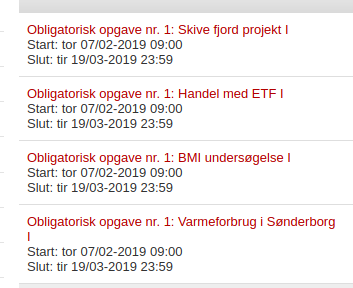 Obligatorisk opgave nr. 1: Skive fjord projekt I
Start: tor 07/02-2019 09:00
Slut: tir 19/03-2019 23:59
Obligatorisk opgave nr. 1: Handel med ETF I
Start: tor 07/02-2019 09:00
Slut: tir 19/03-2019 23:59
Obligatorisk opgave nr. 1: BMI undersøgelse I
Start: tor 07/02-2019 09:00
Slut: tir 19/03-2019 23:59
Obligatorisk opgave nr. 1: Varmeforbrug i Sønderborg
I
Start: tor 07/02-2019 09:00
Slut: tir 19/03-2019 23:59